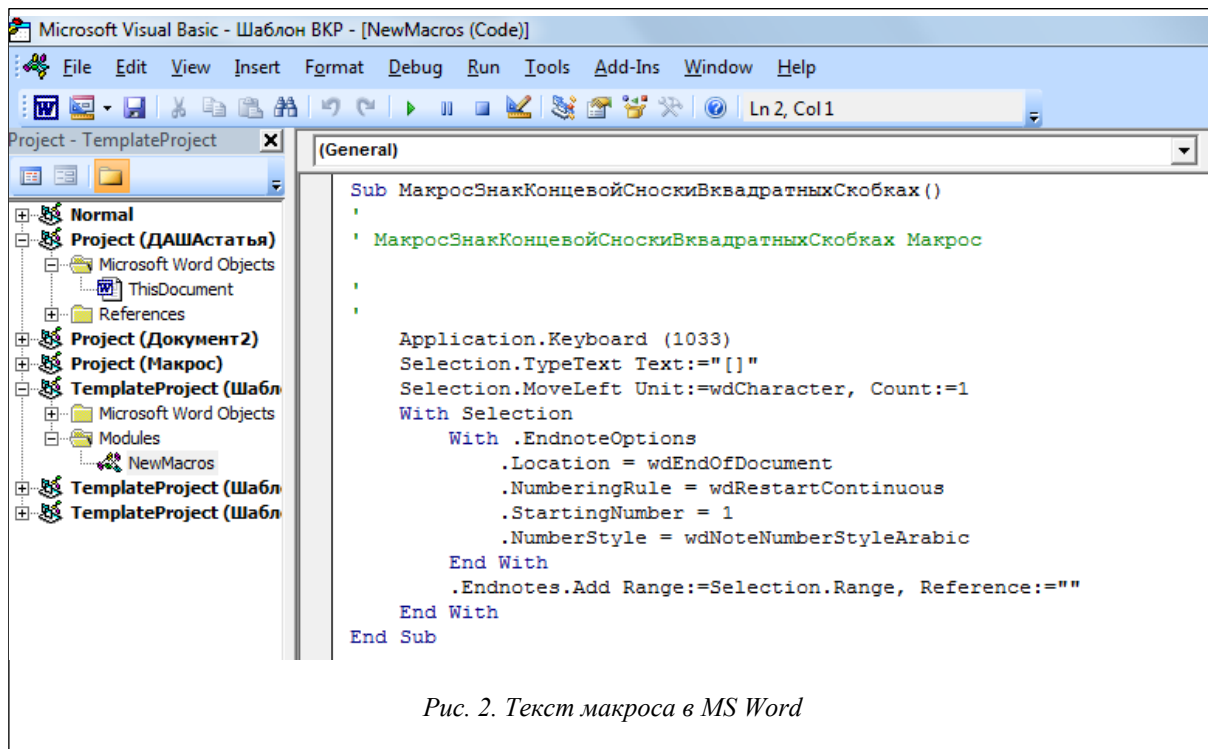 Microsoft Visual Basic - Шаблон ВКР - [NewMacros (Code)]
File Edit View Insert Format Debug Run Tools Add-Ins Window Help
Ln 2, Col 1
Project - TemplateProject
(General)
Normal
Project (ДАШАстатья)
Microsoft Word Objects
ThisDocument
References
Project (Документ2)
Project (Макрос)
TemplateProject (Шабл
Microsoft Word Objects
Modules
NewMacros
TemplateProject (Шабл
TemplateProject (Шабл
Sub МакросЗнакКонцевойСноскиВквадратныхСкобках()
'
' МакросЗнакКонцевойСноскиВквадратныхСкобках Макрос
'
'
Application.Keyboard (1033)
Selection.TypeText Text:="[]"
Selection.MoveLeft Unit:=wdCharacter, Count:=1
With Selection
With .EndnoteOptions
.Location = wdEndOfDocument
.NumberingRule = wdRestartContinuous
.StartingNumber = 1
.NumberStyle = wdNoteNumberStyleArabic
End With
.Endnotes.Add Range:=Selection.Range, Reference:=""
End With
End Sub
Рис. 2. Текст макроса в MS Word